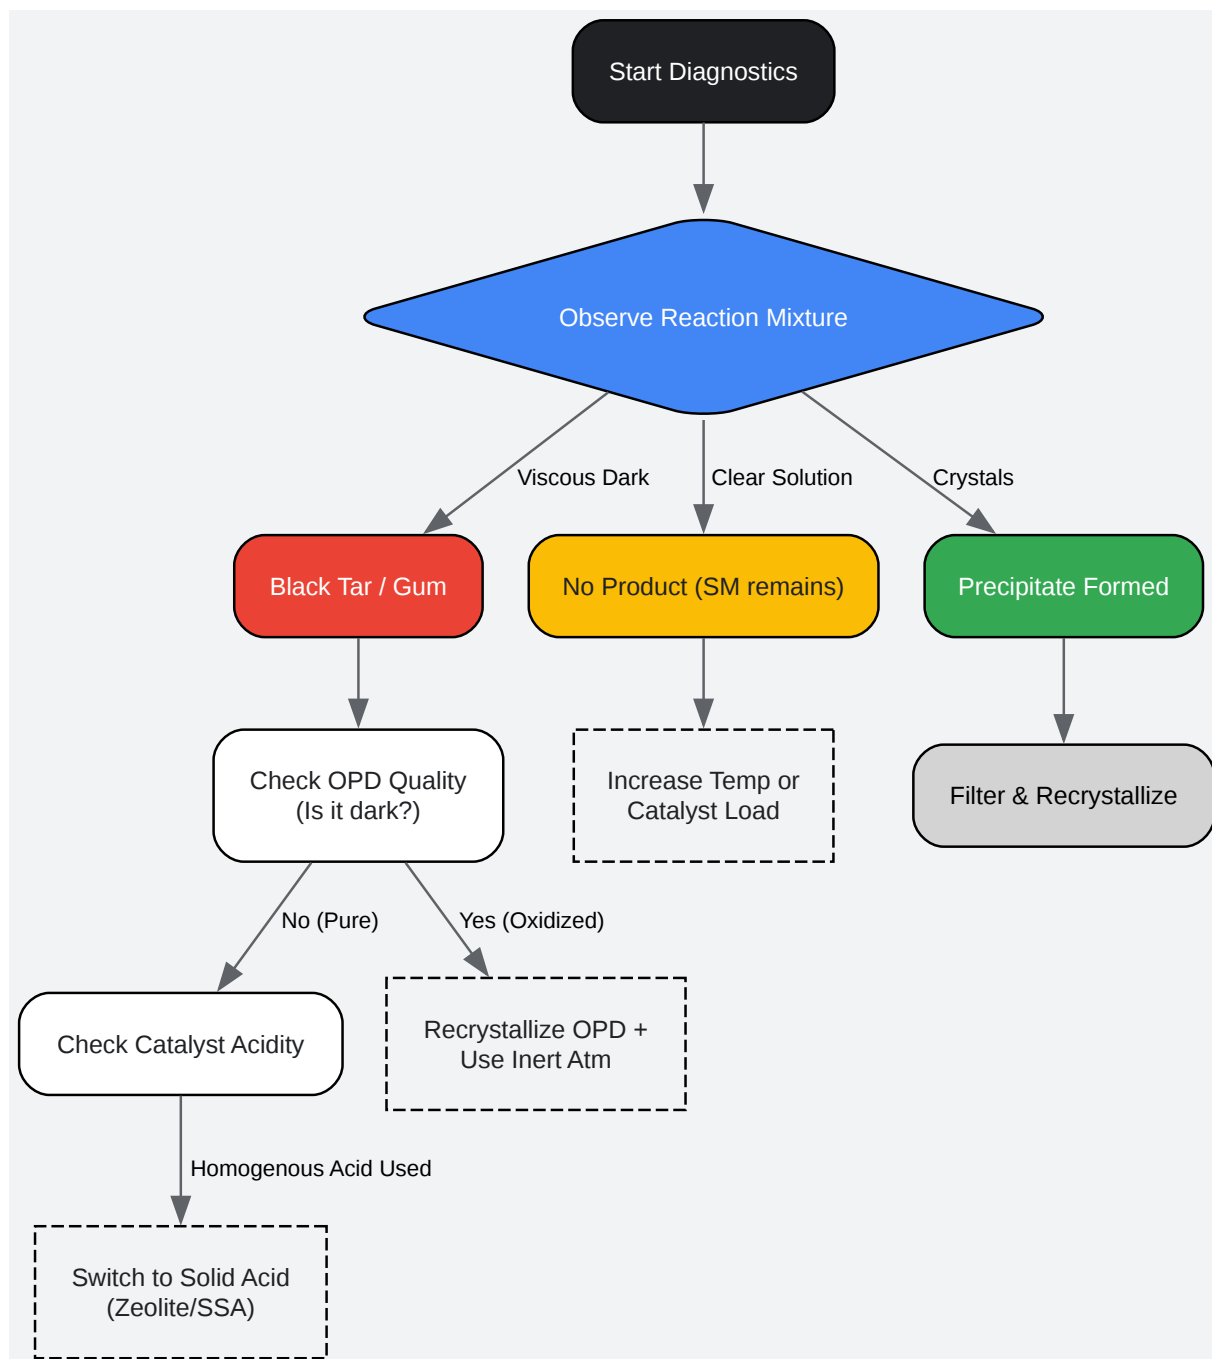 Start Diagnostics
Observe Reaction Mixture
Viscous Dark
Clear Solution
Crystals
Black Tar / Gum
No Product (SM remains)
Precipitate Formed
Check OPD Quality
(Is it dark?)
Increase Temp or
Catalyst Load
Filter & Recrystallize
No (Pure)
Yes (Oxidized)
Check Catalyst Acidity
Recrystallize OPD +
Use Inert Atm
Homogenous Acid Used
Switch to Solid Acid
(Zeolite/SSA)